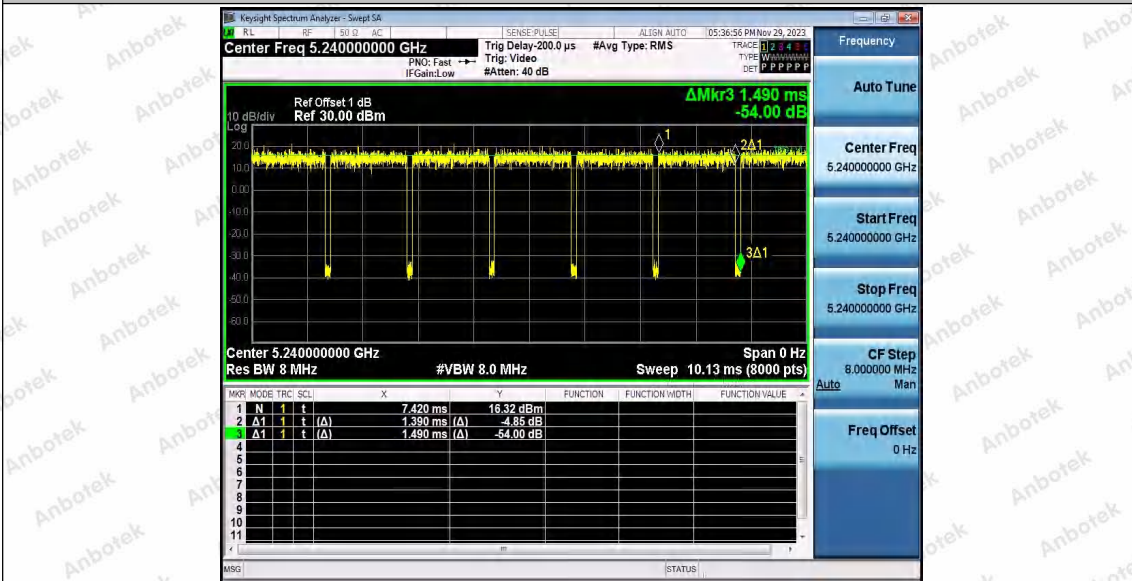 Keysight Spectrum Analyzer - Swept SA
RL RF 50 Ω AC SENSE:PULSE ALIGN AUTO 05:36:56 PM Nov 29, 2023
Center Freq 5.240000000 GHz
PNO: Fast
IFGain:Low
Trig Delay-200.0 µs
Trig: Video
#Atten: 40 dB
#Avg Type: RMS
TRACE 1 2 3 4 5 6
TYPE WWWWWW
DET P P P P P P
Frequency
Auto Tune
Center Freq
5.240000000 GHz
Start Freq
5.240000000 GHz
Stop Freq
5.240000000 GHz
CF Step
8.000000 MHz
Auto Man
Freq Offset
0 Hz
ΔMkr3 1.490 ms
-54.00 dB
Ref Offset 1 dB
10 dB/div Ref 30.00 dBm
Log
20.0
10.0
0.00
-10.0
-20.0
-30.0
-40.0
-50.0
-60.0
1
2Δ1
3Δ1
Center 5.240000000 GHz Span 0 Hz
Res BW 8 MHz #VBW 8.0 MHz Sweep 10.13 ms (8000 pts)
MKR MODE TRC SCL X Y FUNCTION FUNCTION WIDTH FUNCTION VALUE
1 N 1 t 7.420 ms 16.32 dBm
2 Δ1 1 t (Δ) 1.390 ms (Δ) -4.85 dB
3 Δ1 1 t (Δ) 1.490 ms (Δ) -54.00 dB
4
5
6
7
8
9
10
11
MSG STATUS
Anbotek